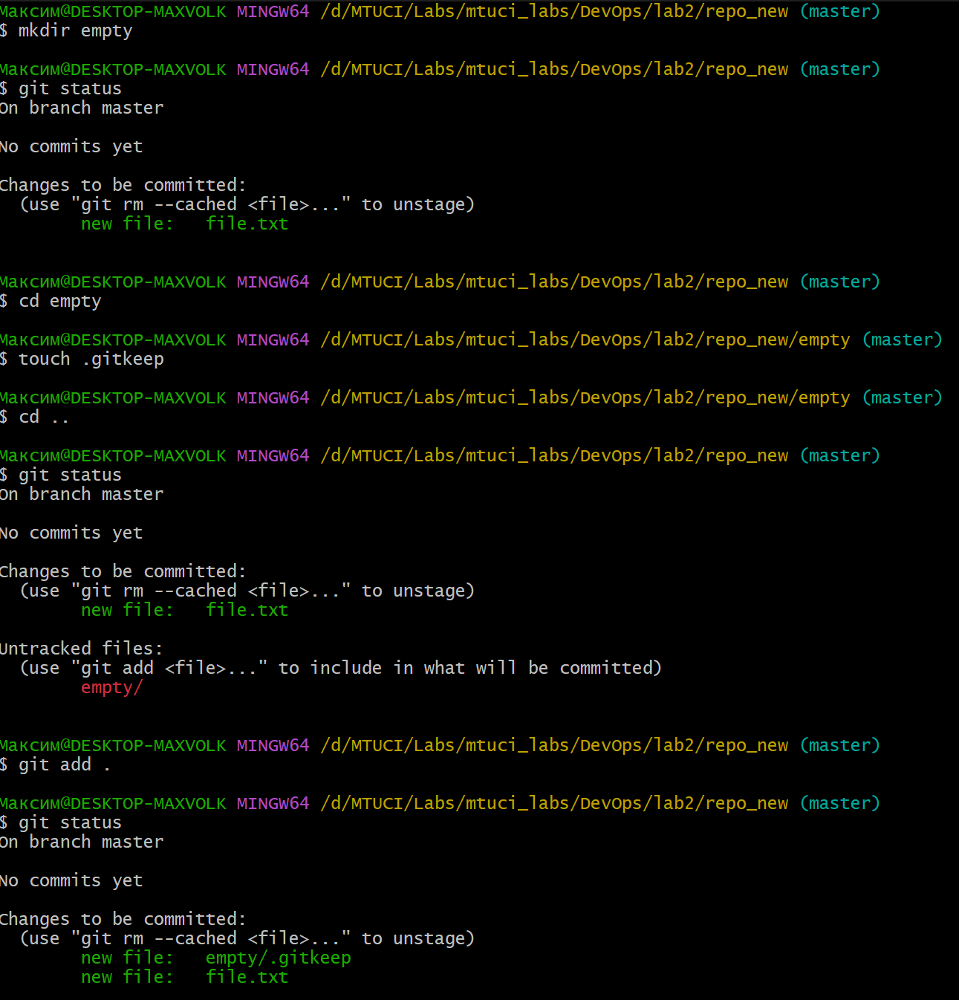 Максим@DESKTOP-MAXVOLK MINGW64 /d/MTUCI/Labs/mtuci_labs/DevOps/lab2/repo_new (master)
$ mkdir empty
Максим@DESKTOP-MAXVOLK MINGW64 /d/MTUCI/Labs/mtuci_labs/DevOps/lab2/repo_new (master)
$ git status
On branch master
No commits yet
Changes to be committed:
  (use "git rm --cached <file>..." to unstage)
        new file:   file.txt
Максим@DESKTOP-MAXVOLK MINGW64 /d/MTUCI/Labs/mtuci_labs/DevOps/lab2/repo_new (master)
$ cd empty
Максим@DESKTOP-MAXVOLK MINGW64 /d/MTUCI/Labs/mtuci_labs/DevOps/lab2/repo_new/empty (master)
$ touch .gitkeep
Максим@DESKTOP-MAXVOLK MINGW64 /d/MTUCI/Labs/mtuci_labs/DevOps/lab2/repo_new/empty (master)
$ cd ..
Максим@DESKTOP-MAXVOLK MINGW64 /d/MTUCI/Labs/mtuci_labs/DevOps/lab2/repo_new (master)
$ git status
On branch master
No commits yet
Changes to be committed:
  (use "git rm --cached <file>..." to unstage)
        new file:   file.txt
Untracked files:
  (use "git add <file>..." to include in what will be committed)
        empty/
Максим@DESKTOP-MAXVOLK MINGW64 /d/MTUCI/Labs/mtuci_labs/DevOps/lab2/repo_new (master)
$ git add .
Максим@DESKTOP-MAXVOLK MINGW64 /d/MTUCI/Labs/mtuci_labs/DevOps/lab2/repo_new (master)
$ git status
On branch master
No commits yet
Changes to be committed:
  (use "git rm --cached <file>..." to unstage)
        new file:   empty/.gitkeep
        new file:   file.txt